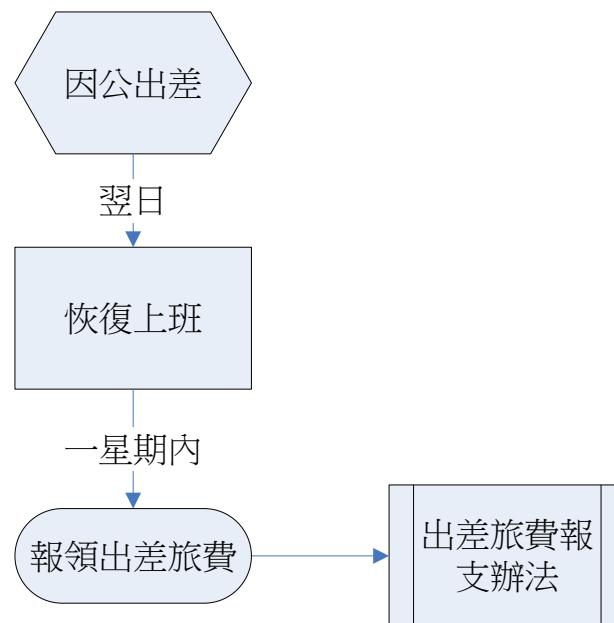 因公出差
翌日
恢復上班
一星期內
報領出差旅費
出差旅費報
支辦法